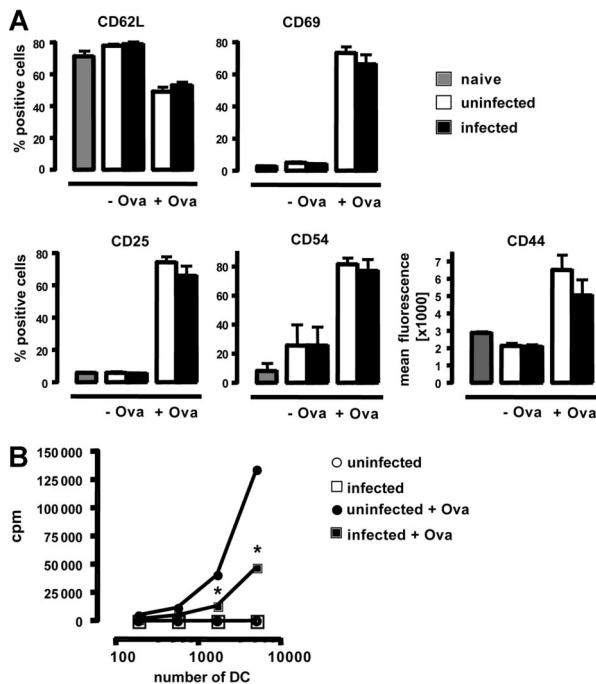 A
CD62L
CD69
% positive cells
80
60
40
20
0
- Ova + Ova
80
60
40
20
0
- Ova + Ova
naive
uninfected
infected
CD25
CD54
CD44
% positive cells
80
60
40
20
0
- Ova + Ova
80
60
40
20
0
- Ova + Ova
mean fluorescence
[x1000]
7
6
5
4
3
2
1
0
- Ova + Ova
B
cpm
150 000
125 000
100 000
75 000
50 000
25 000
0
* *
100 1000 10000
number of DC
uninfected
infected
uninfected + Ova
infected + Ova